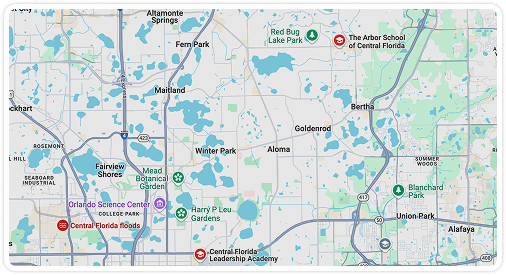 Altamonte
Springs
Red Bug
Lake Park
The Arbor School
of Central Florida
Fern Park
Maitland
Bertha
ckhart
423
Goldenrod
ROSEMONT
Winter Park
Aloma
SUMMER
WOODS
L HILL
Fairview
Shores
Mead
Botanical
Garden
SEABOARD
INDUSTRIAL
Blanchard
Park
Orlando Science Center
417
COLLEGE PARK
Harry P Leu
Gardens
50
Union Park
Central Florida floods
Alafaya
Central Florida
Leadership Academy
408